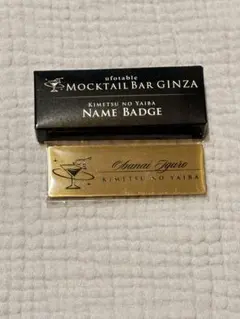 ufotable
MOCKTAIL BAR GINZA
KIMETSU NO YAIBA
NAME BADGE
Obanai Iguro
KIMETSU NO YAIBA